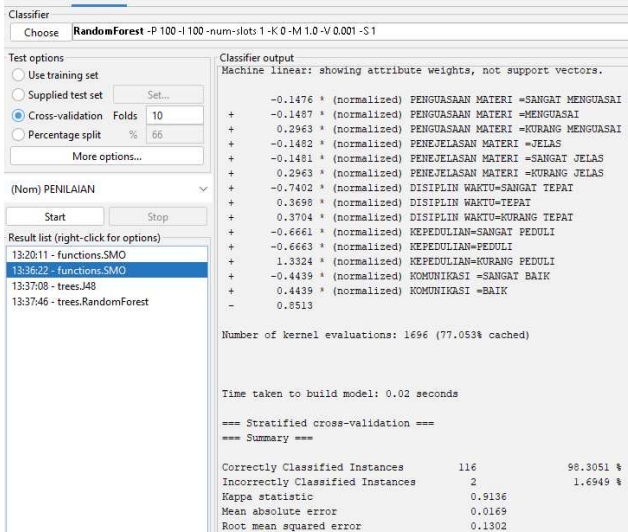 Classifier
Choose RandomForest -P 100 -I 100 -num-slots 1 -K 0 -M 1.0 -V 0.001 -S 1
Test options
Use training set
Supplied test set Set...
Cross-validation Folds 10
Percentage split % 66
More options...
(Nom) PENILAIAN
Start Stop
Result list (right-click for options)
13:20:11 - functions.SMO
13:36:22 - functions.SMO
13:37:08 - trees.J48
13:37:46 - trees.RandomForest
Classifier output
Machine linear: showing attribute weights, not support vectors.
-0.1476 * (normalized) PENGUASAAN MATERI =SANGAT MENGUASAI
+ -0.1487 * (normalized) PENGUASAAN MATERI =MENGUASAI
+ 0.2963 * (normalized) PENGUASAAN MATERI =KURANG MENGUASAI
+ -0.1482 * (normalized) PENEJELASAN MATERI =JELAS
+ -0.1481 * (normalized) PENEJELASAN MATERI =SANGAT JELAS
+ 0.2963 * (normalized) PENEJELASAN MATERI =KURANG JELAS
+ -0.7402 * (normalized) DISIPLIN WAKTU=SANGAT TEPAT
+ 0.3698 * (normalized) DISIPLIN WAKTU=TEPAT
+ 0.3704 * (normalized) DISIPLIN WAKTU=KURANG TEPAT
+ -0.6661 * (normalized) KEPEDULIAN=SANGAT PEDULI
+ -0.6663 * (normalized) KEPEDULIAN=PEDULI
+ 1.3324 * (normalized) KEPEDULIAN=KURANG PEDULI
+ -0.4439 * (normalized) KOMUNIKASI =SANGAT BAIK
+ 0.4439 * (normalized) KOMUNIKASI =BAIK
- 0.8513
Number of kernel evaluations: 1696 (77.053% cached)
Time taken to build model: 0.02 seconds
=== Stratified cross-validation ===
=== Summary ===
Correctly Classified Instances 116 98.3051 %
Incorrectly Classified Instances 2 1.6949 %
Kappa statistic 0.9136
Mean absolute error 0.0169
Root mean squared error 0.1302